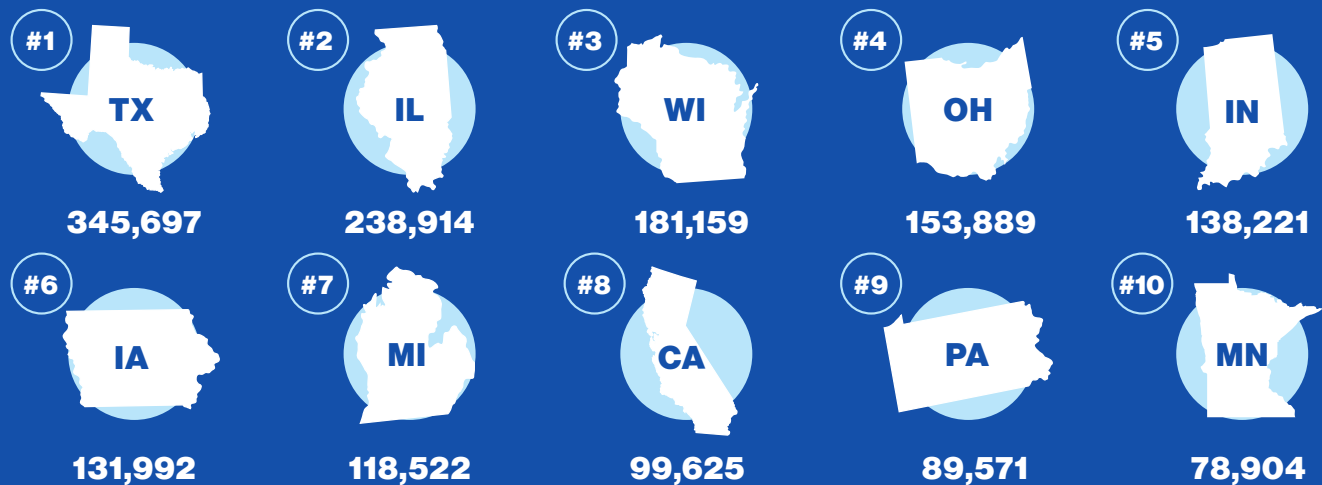 #1
#2
#3
#4
#5
TX
IL
WI
OH
IN
345,697
238,914
181,159
153,889
138,221
#6
#7
#8
#9
#10
IA
MI
CA
PA
MN
131,992
118,522
99,625
89,571
78,904